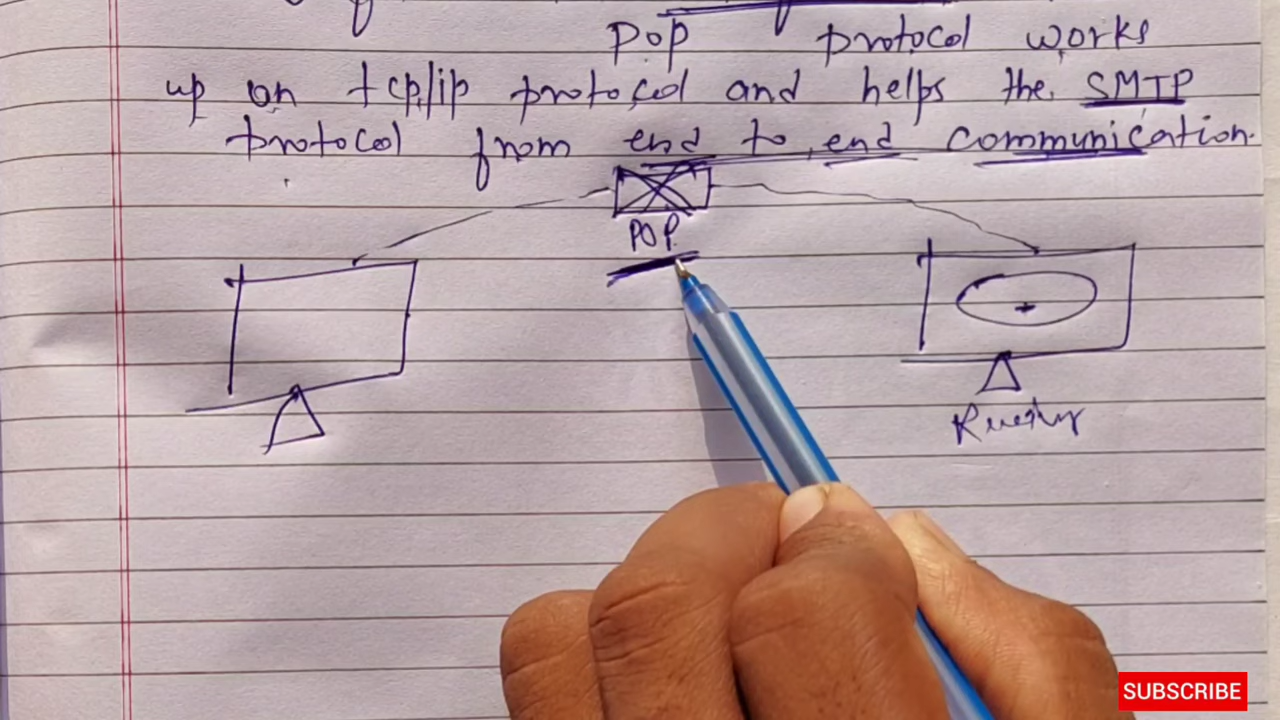 Pop protocol works
up on tcp/ip protocol and helps the SMTP
protocol from end to end communication.
POP
SUBSCRIBE